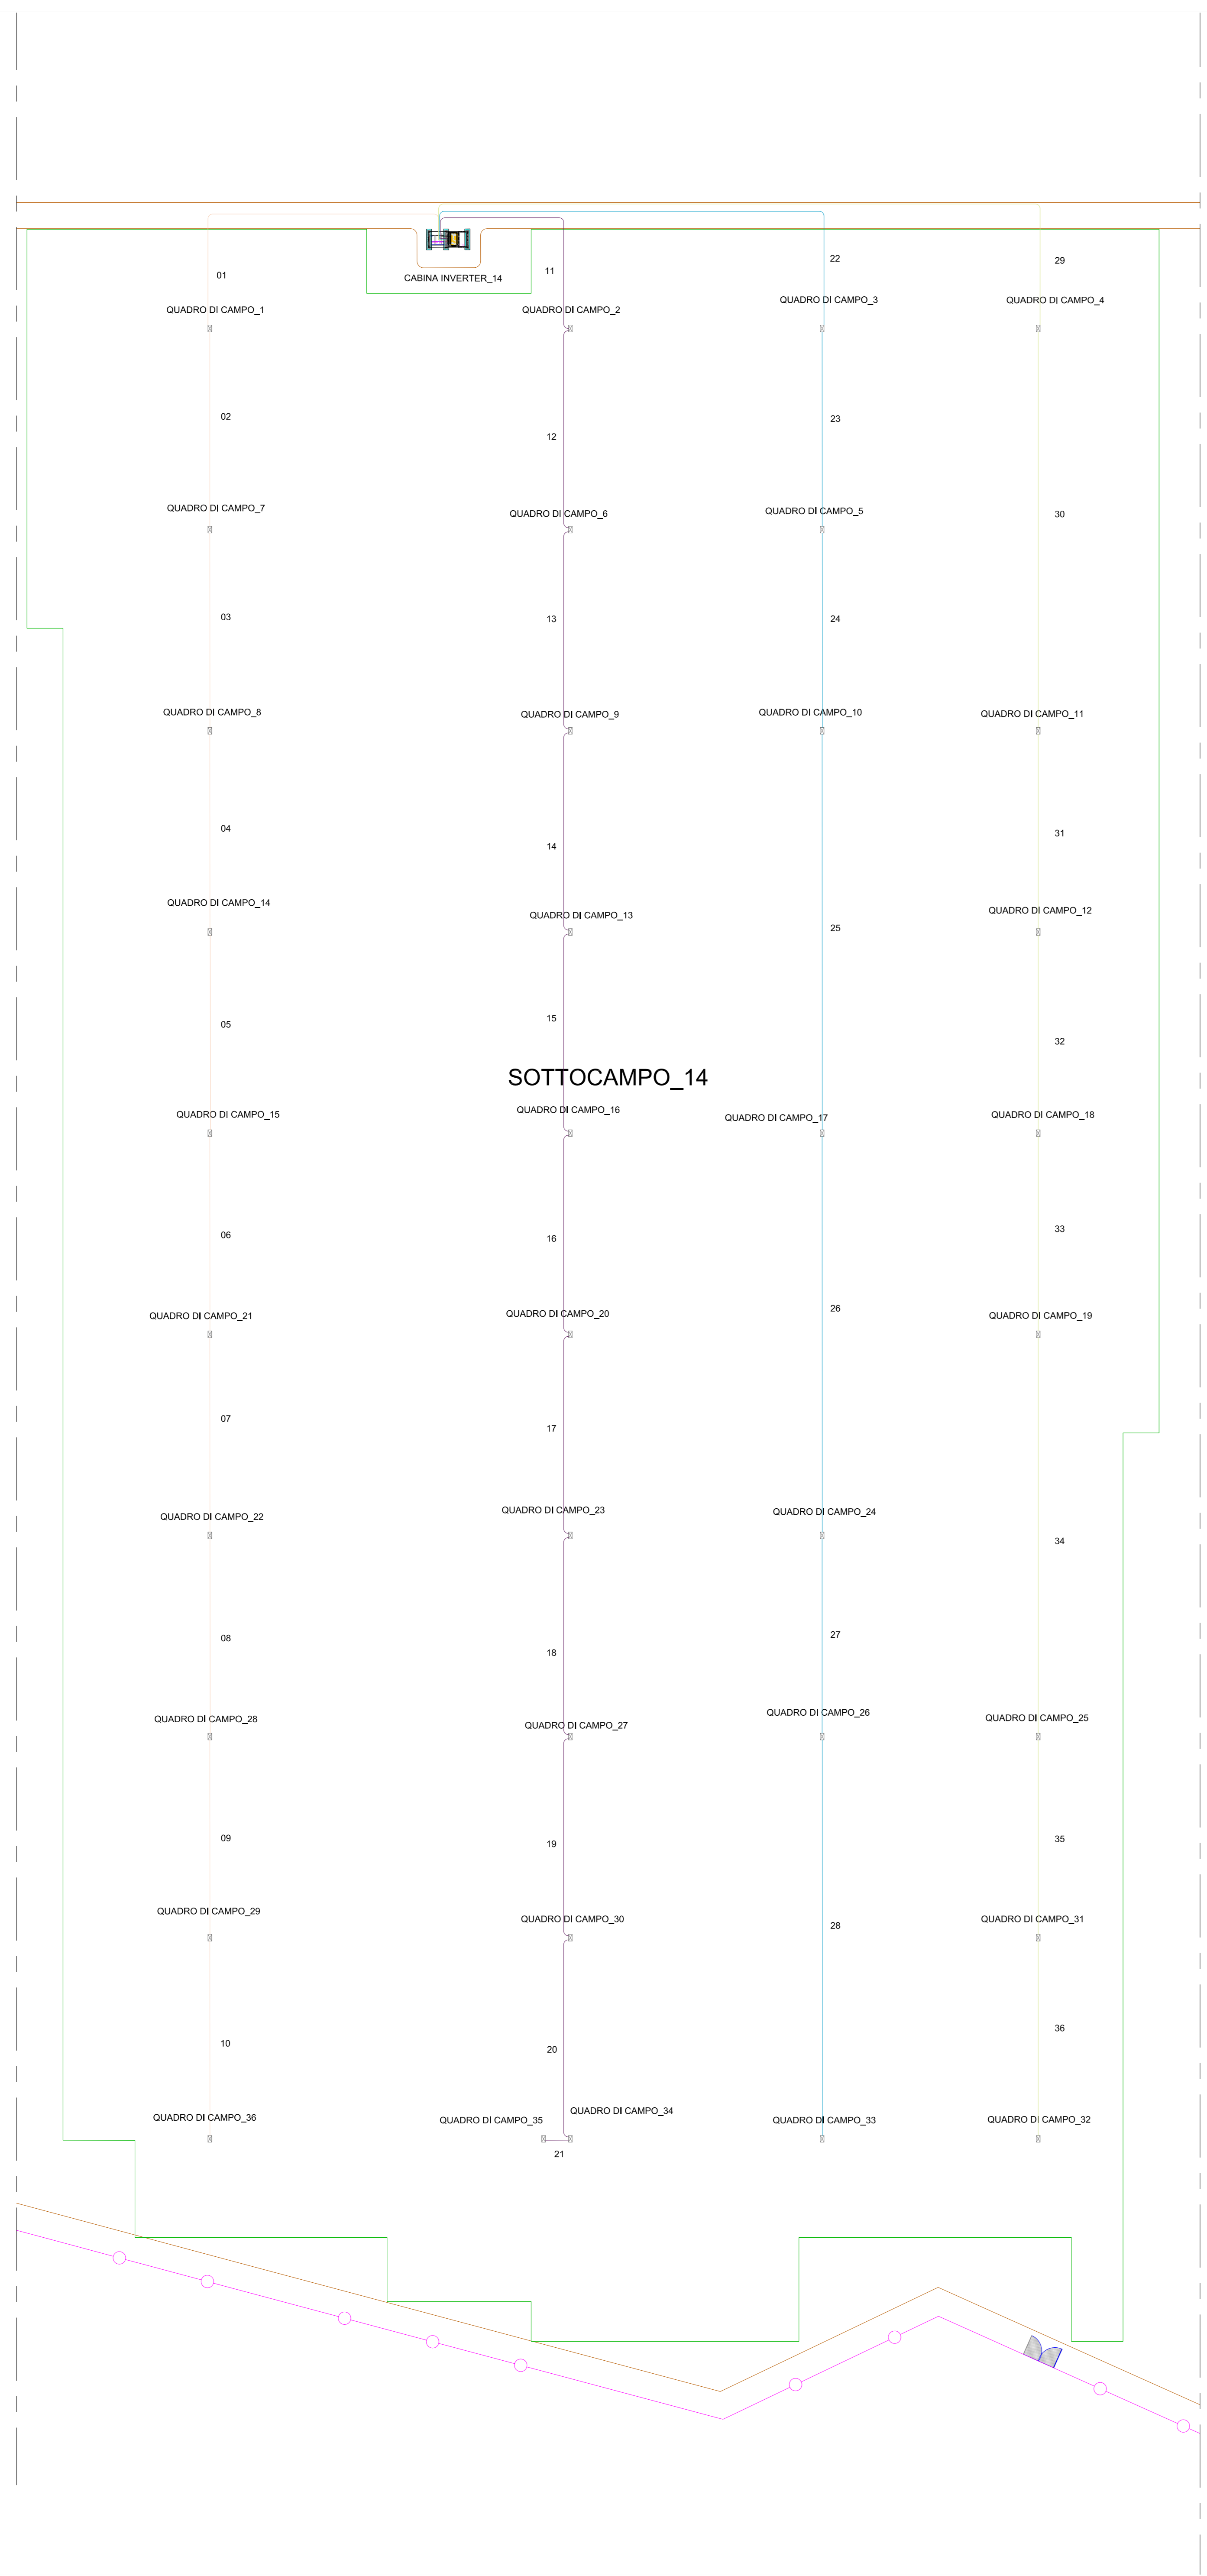 22
29
11
01
CABINA INVERTER_14
QUADRO DI CAMPO_3
QUADRO DI CAMPO_4
QUADRO DI CAMPO_1
QUADRO DI CAMPO_2
02
23
12
QUADRO DI CAMPO_7
QUADRO DI CAMPO_6
QUADRO DI CAMPO_5
30
03
13
24
QUADRO DI CAMPO_8
QUADRO DI CAMPO_9
QUADRO DI CAMPO_10
QUADRO DI CAMPO_11
04
31
14
QUADRO DI CAMPO_14
QUADRO DI CAMPO_13
QUADRO DI CAMPO_12
25
05
15
32
SOTTOCAMPO_14
QUADRO DI CAMPO_15
QUADRO DI CAMPO_16
QUADRO DI CAMPO_17
QUADRO DI CAMPO_18
06
16
33
26
QUADRO DI CAMPO_21
QUADRO DI CAMPO_20
QUADRO DI CAMPO_19
07
17
QUADRO DI CAMPO_22
QUADRO DI CAMPO_23
QUADRO DI CAMPO_24
34
08
18
27
QUADRO DI CAMPO_28
QUADRO DI CAMPO_27
QUADRO DI CAMPO_26
QUADRO DI CAMPO_25
09
19
35
QUADRO DI CAMPO_29
QUADRO DI CAMPO_30
28
QUADRO DI CAMPO_31
10
20
36
QUADRO DI CAMPO_36
QUADRO DI CAMPO_35
QUADRO DI CAMPO_34
QUADRO DI CAMPO_33
QUADRO DI CAMPO_32
21